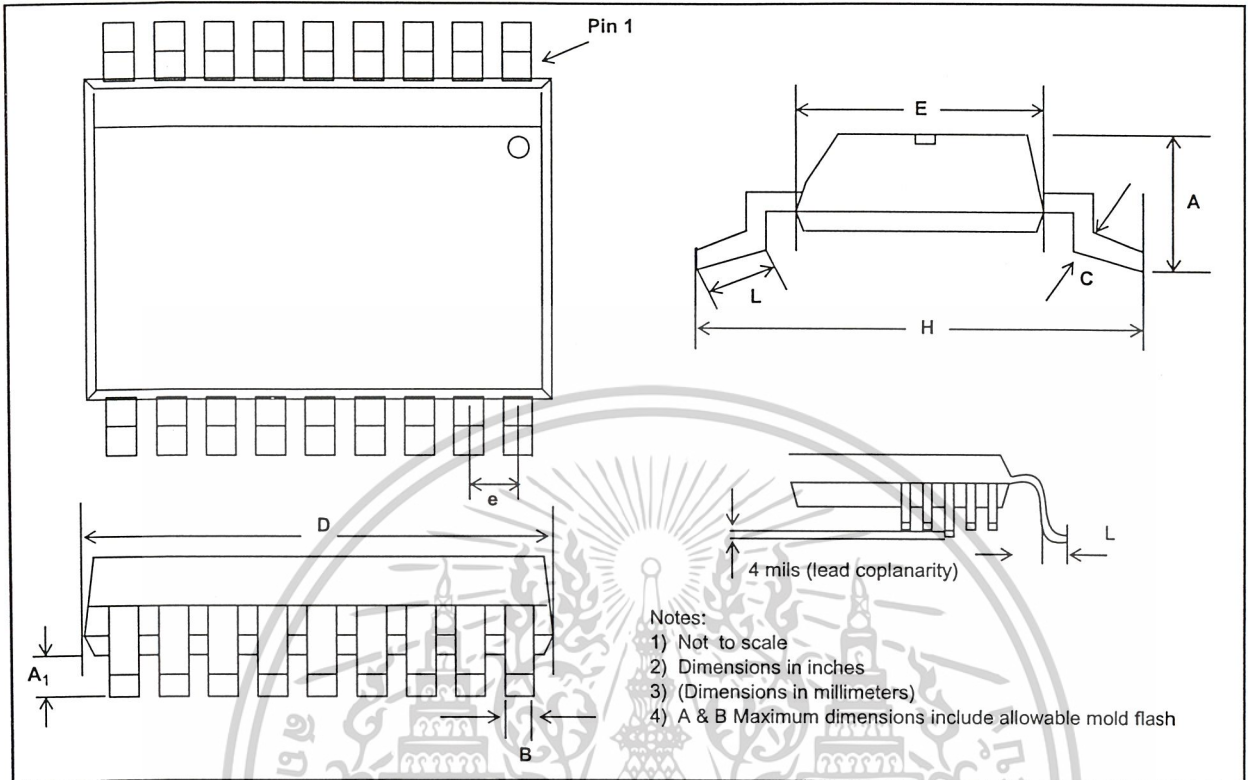 Pin 1
E
A
C
L
H
e
D
4 mils (lead coplanarity)
L
A₁
B
Notes:
1) Not to scale
2) Dimensions in inches
3) (Dimensions in millimeters)
4) A & B Maximum dimensions include allowable mold flash